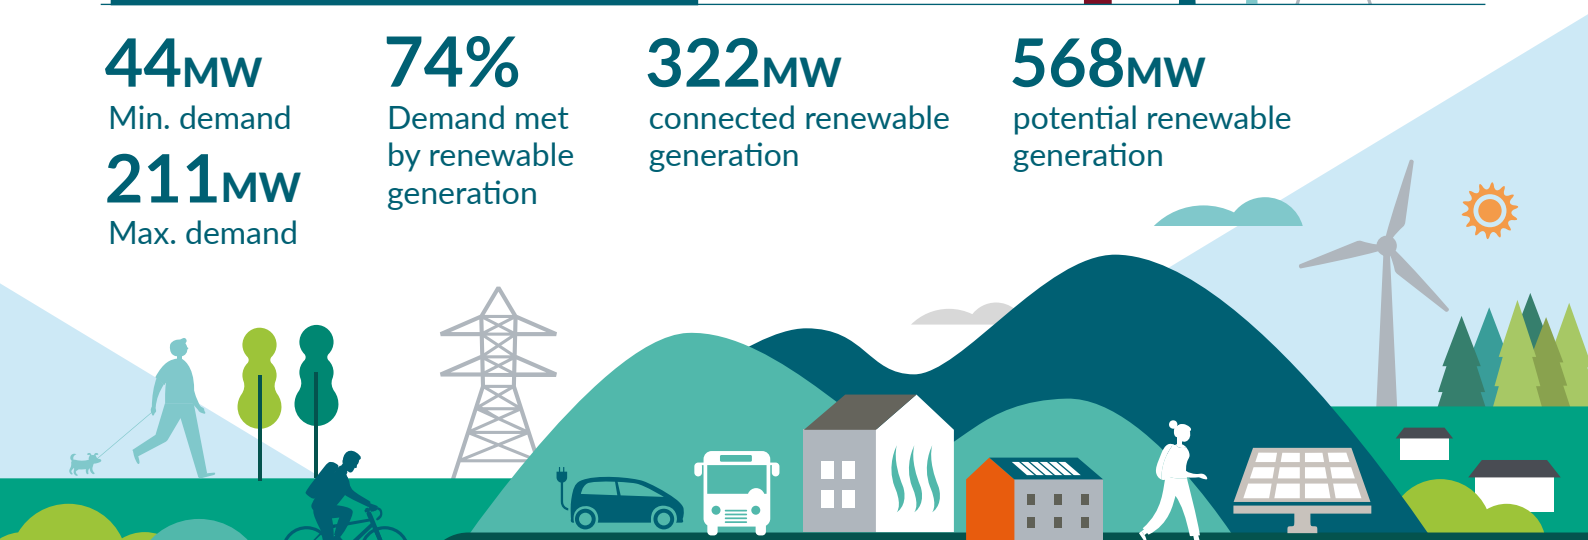 44MW
Min. demand
211MW
Max. demand
74%
Demand met
by renewable
generation
322MW
connected renewable
generation
568MW
potential renewable
generation